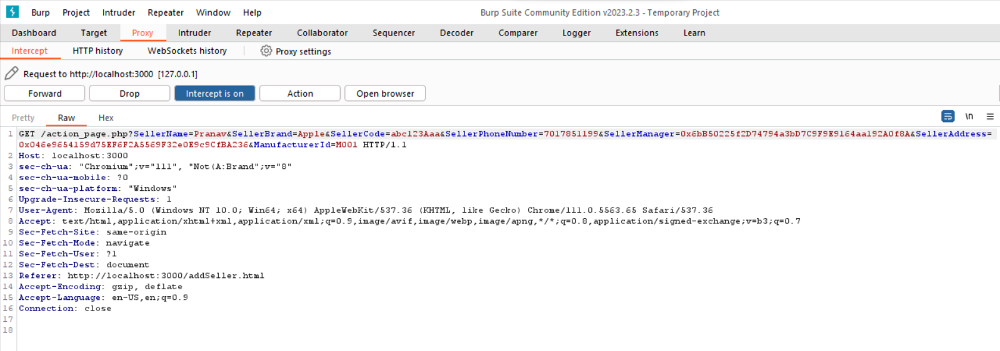 Burp Project Intruder Repeater Window Help Burp Suite Community Edition v2023.2.3 - Temporary Project
Dashboard Target Proxy Intruder Repeater Collaborator Sequencer Decoder Comparer Logger Extensions Learn
Intercept HTTP history WebSockets history Proxy settings
Request to http://localhost:3000 [127.0.0.1]
Forward Drop Intercept is on Action Open browser
Pretty Raw Hex \n
1 GET /action_page.php?SellerName=Pranav&SellerBrand=Apple&SellerCode=abc123Aaa&SellerPhoneNumber=7017851199&SellerManager=0x6bB50225f2D74794a3bD7C9F9E9164aa192A0f8A&SellerAddress=
0x046e9654159d75EF6F2A5569F32e0E9c9CfBA236&ManufacturerId=M001 HTTP/1.1
2 Host: localhost:3000
3 sec-ch-ua: "Chromium";v="111", "Not(A:Brand";v="8"
4 sec-ch-ua-mobile: ?0
5 sec-ch-ua-platform: "Windows"
6 Upgrade-Insecure-Requests: 1
7 User-Agent: Mozilla/5.0 (Windows NT 10.0; Win64; x64) AppleWebKit/537.36 (KHTML, like Gecko) Chrome/111.0.5563.65 Safari/537.36
8 Accept: text/html,application/xhtml+xml,application/xml;q=0.9,image/avif,image/webp,image/apng,*/*;q=0.8,application/signed-exchange;v=b3;q=0.7
9 Sec-Fetch-Site: same-origin
10 Sec-Fetch-Mode: navigate
11 Sec-Fetch-User: ?1
12 Sec-Fetch-Dest: document
13 Referer: http://localhost:3000/addSeller.html
14 Accept-Encoding: gzip, deflate
15 Accept-Language: en-US,en;q=0.9
16 Connection: close
17
18